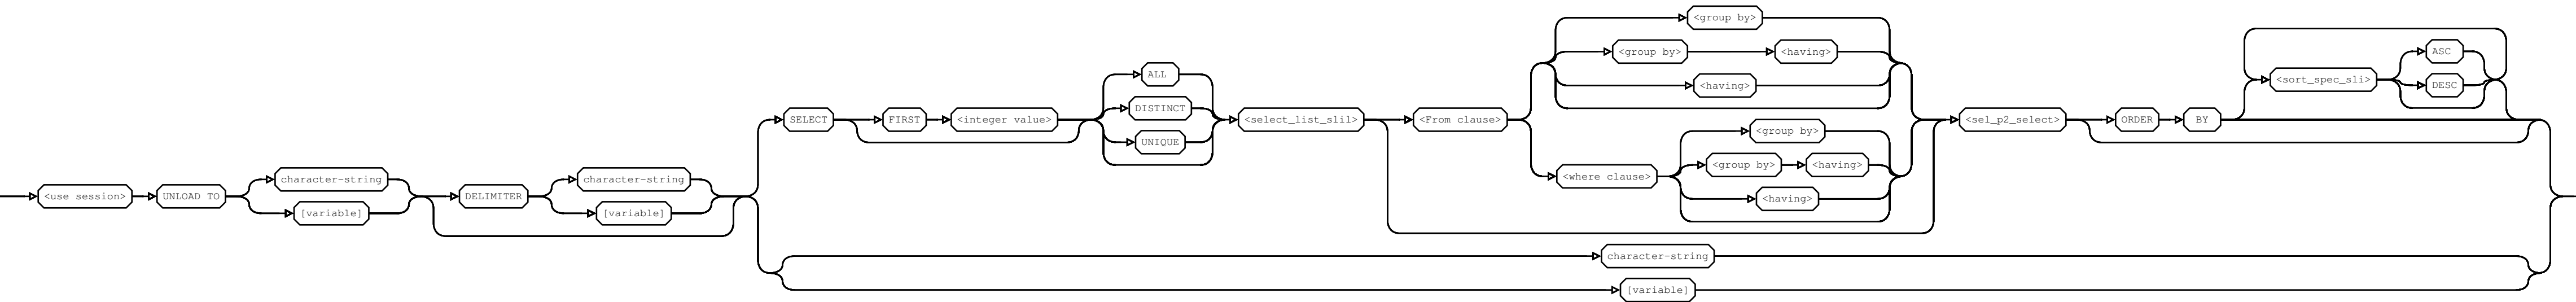 <use session>
UNLOAD TO
character-string
[variable]
DELIMITER
character-string
[variable]
SELECT
FIRST
<integer value>
ALL
DISTINCT
UNIQUE
<select_list_sli1>
<From clause>
<group by>
<group by>
<having>
<having>
<where clause>
<group by>
<group by>
<having>
<having>
<sel_p2_select>
ORDER
BY
<sort_spec_sli>
ASC
DESC
character-string
[variable]